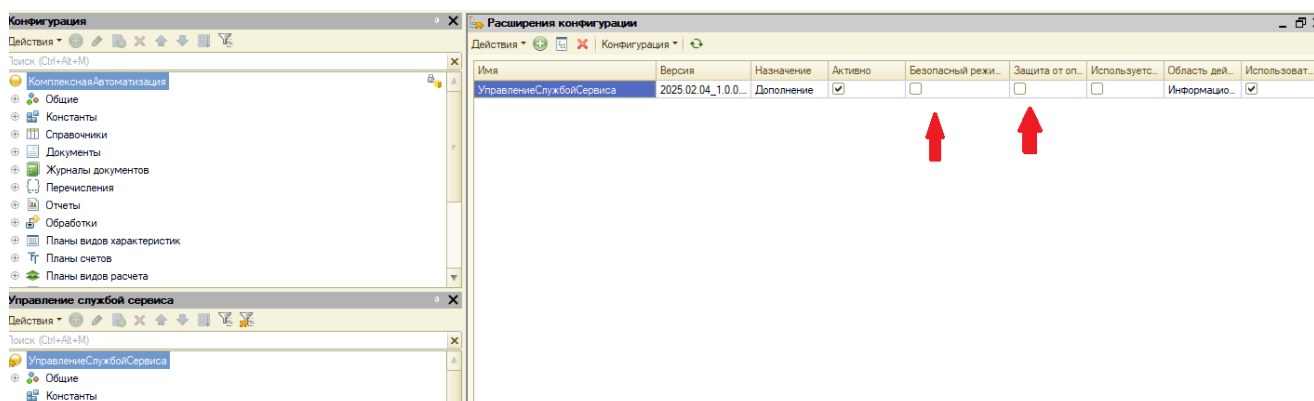 Конфигурация
Действия
Поиск (Ctrl+Alt+M)
КомплекснаяАвтоматизация
Общие
Константы
Справочники
Документы
Журналы документов
Перечисления
Отчеты
Обработки
Планы видов характеристик
Планы счетов
Планы видов расчета
Управление службой сервиса
Действия
Поиск (Ctrl+Alt+M)
УправлениеСлужбойСервиса
Общие
Константы
Расширения конфигурации
Действия Конфигурация
Имя Версия Назначение Активно Безопасный режи... Защита от оп... Используетс... Область дей... Использоват...
УправлениеСлужбойСервиса 2025.02.04_1.0.0... Дополнение Информацио...